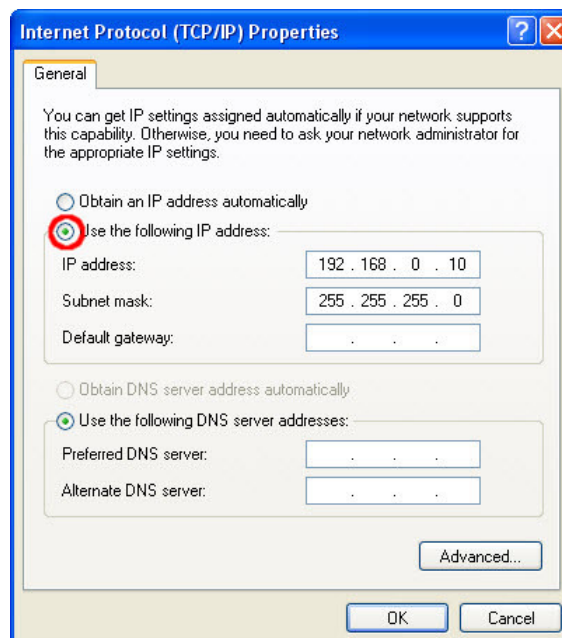 Internet Protocol (TCP/IP) Properties
General
You can get IP settings assigned automatically if your network supports
this capability. Otherwise, you need to ask your network administrator for
the appropriate IP settings.
Obtain an IP address automatically
Use the following IP address:
IP address: 192 . 168 . 0 . 10
Subnet mask: 255 . 255 . 255 . 0
Default gateway: . . .
Obtain DNS server address automatically
Use the following DNS server addresses:
Preferred DNS server: . . .
Alternate DNS server: . . .
Advanced...
OK Cancel